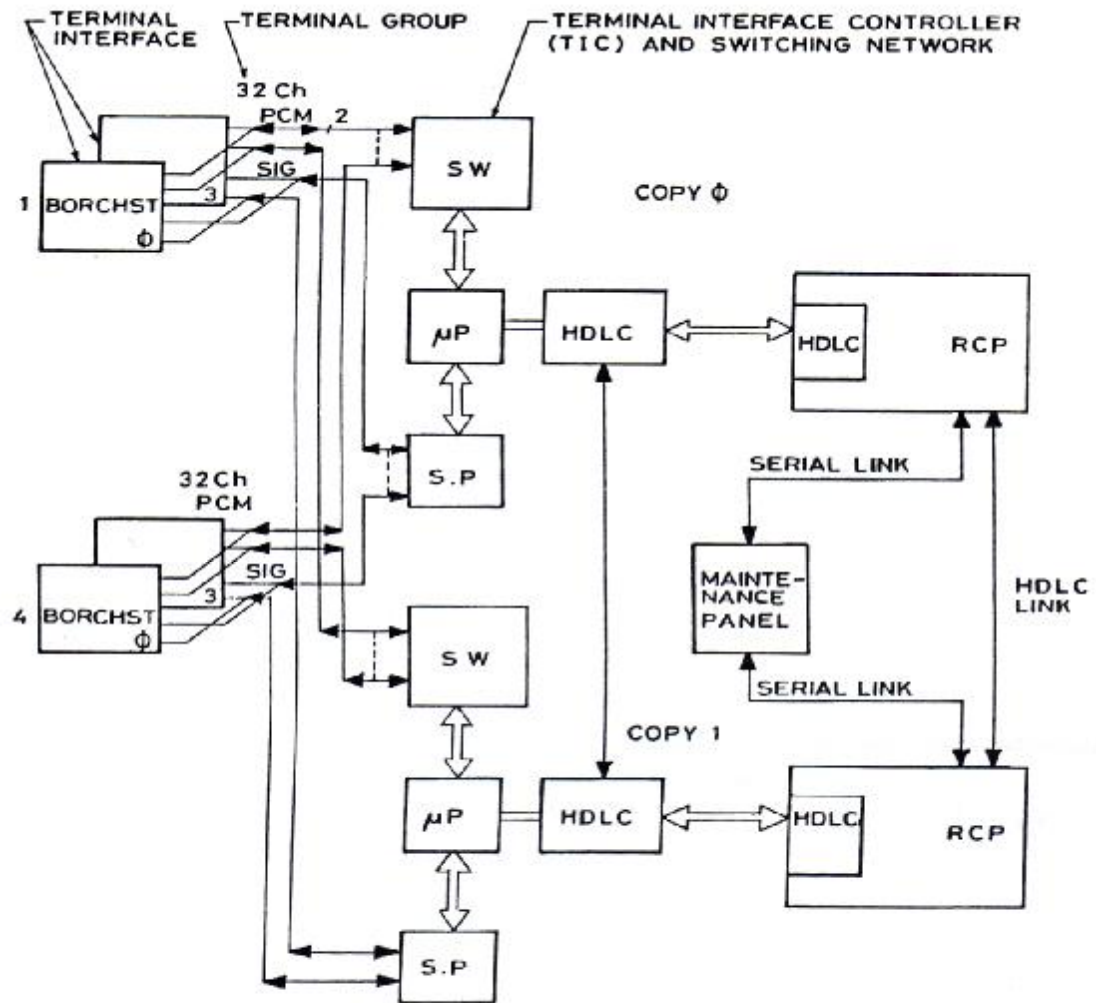 TERMINAL
INTERFACE
TERMINAL GROUP
TERMINAL INTERFACE CONTROLLER
(TIC) AND SWITCHING NETWORK
32 Ch
PCM
2
SIG
3
1
BORCHST
ϕ
SW
COPY ϕ
μP
HDLC
HDLC
RCP
S.P
SERIAL LINK
32Ch
PCM
SIG
3
4
BORCHST
ϕ
MAINTE-
NANCE
PANEL
HDLC
LINK
SW
SERIAL LINK
COPY 1
μP
HDLC
HDLC
RCP
S.P